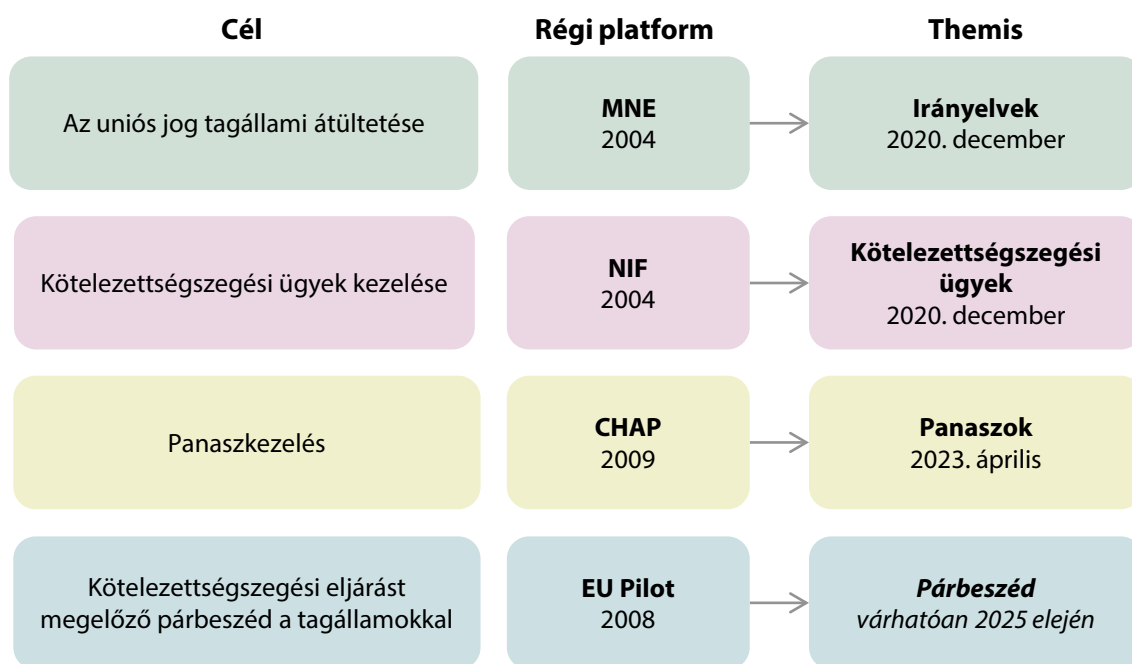 Cél
Régi platform
Themis
Az uniós jog tagállami átültetése
MNE
2004
Irányelvek
2020. december
Kötelezettségszegési ügyek kezelése
NIF
2004
Kötelezettségszegési
ügyek
2020. december
Panaszkezelés
CHAP
2009
Panaszok
2023. április
Kötelezettségszegési eljárást
megelőző párbeszéd a tagállamokkal
EU Pilot
2008
Párbeszéd
várhatóan 2025 elején